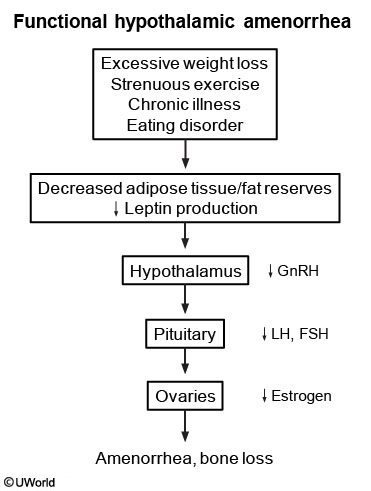 Functional hypothalamic amenorrhea
Excessive weight loss
Strenuous exercise
Chronic illness
Eating disorder
Decreased adipose tissue/fat reserves
↓ Leptin production
Hypothalamus ↓ GnRH
Pituitary ↓ LH, FSH
Ovaries ↓ Estrogen
Amenorrhea, bone loss
© UWorld